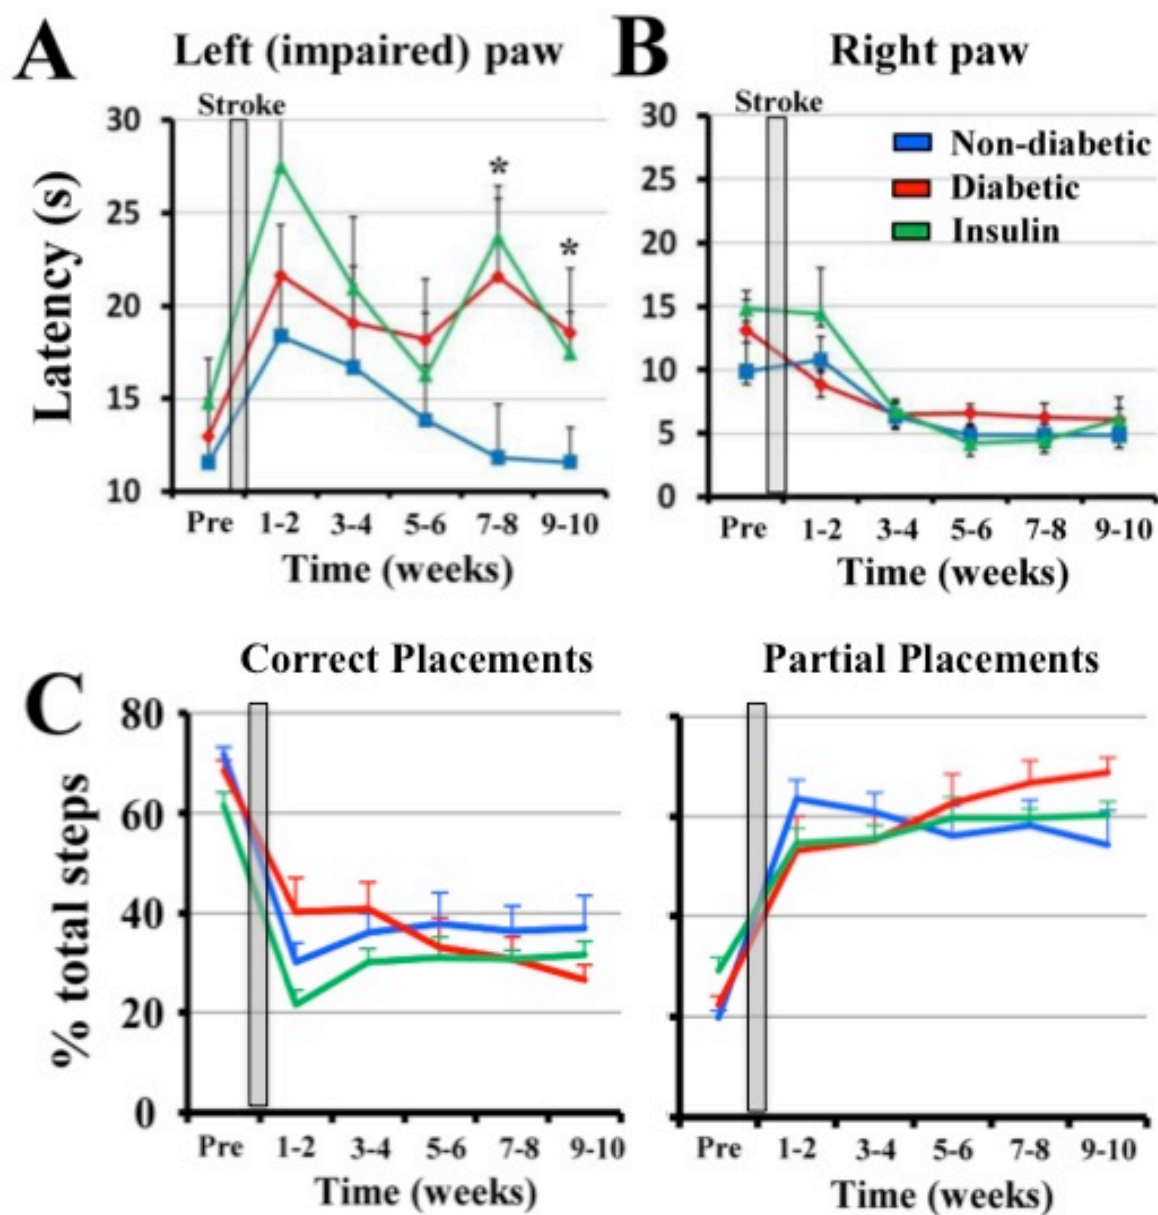 A
Left (impaired) paw
B
Right paw
Stroke
Stroke
Latency (s)
30
25
20
15
10
Pre 1-2 3-4 5-6 7-8 9-10
Time (weeks)
*
*
30
25
20
15
10
5
0
Non-diabetic
Diabetic
Insulin
Pre 1-2 3-4 5-6 7-8 9-10
Time (weeks)
C
Correct Placements
Partial Placements
% total steps
80
60
40
20
0
Pre 1-2 3-4 5-6 7-8 9-10
Time (weeks)
Pre 1-2 3-4 5-6 7-8 9-10
Time (weeks)